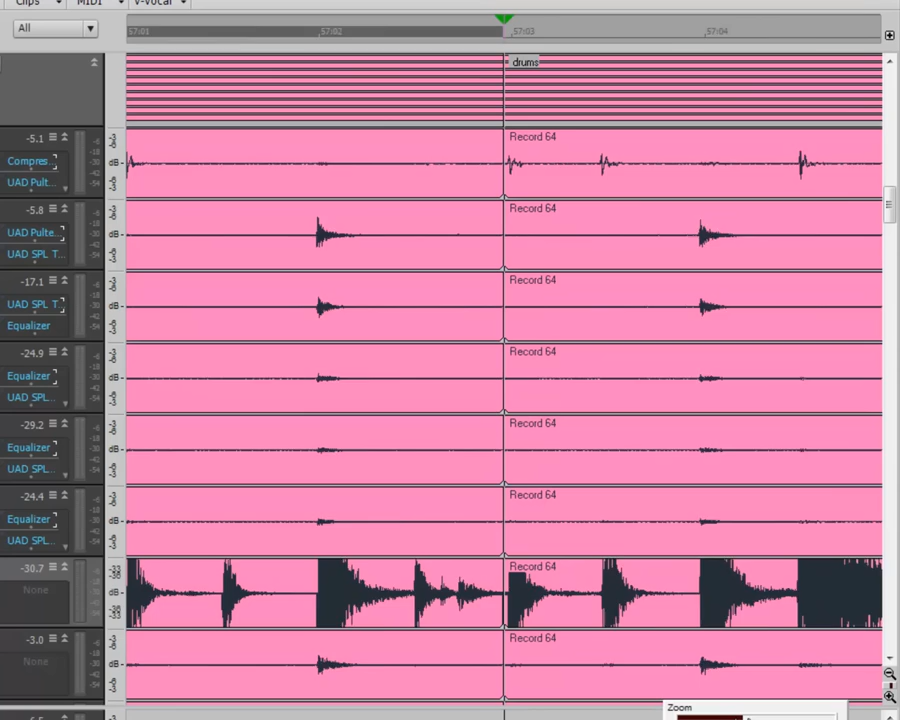 Clips MIDI V-Vocal
All
57:01 57:02 57:03 57:04
drums
-5.1 Record 64
Compres..
UAD Pult...
-5.8 Record 64
UAD Pulte...
UAD SPL T...
-17.1 Record 64
UAD SPL T...
Equalizer
-24.9 Record 64
Equalizer
UAD SPL...
-29.2 Record 64
Equalizer
UAD SPL...
-24.4 Record 64
Equalizer
UAD SPL...
-30.7 Record 64
None
-3.0 Record 64
None
Zoom